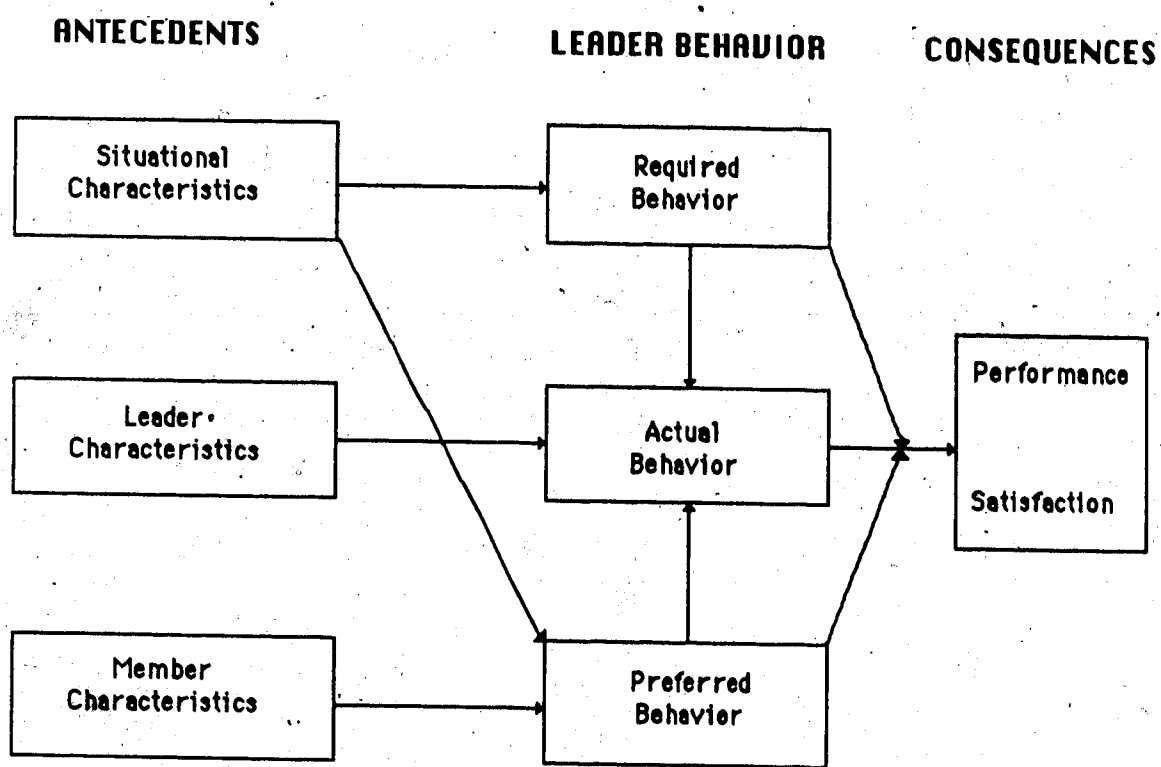 ANTECEDENTS
LEADER BEHAVIOR
CONSEQUENCES
Situational
Characteristics
Required
Behavior
Leader
Characteristics
Actual
Behavior
Performance
Satisfaction
Member
Characteristics
Preferred
Behavior